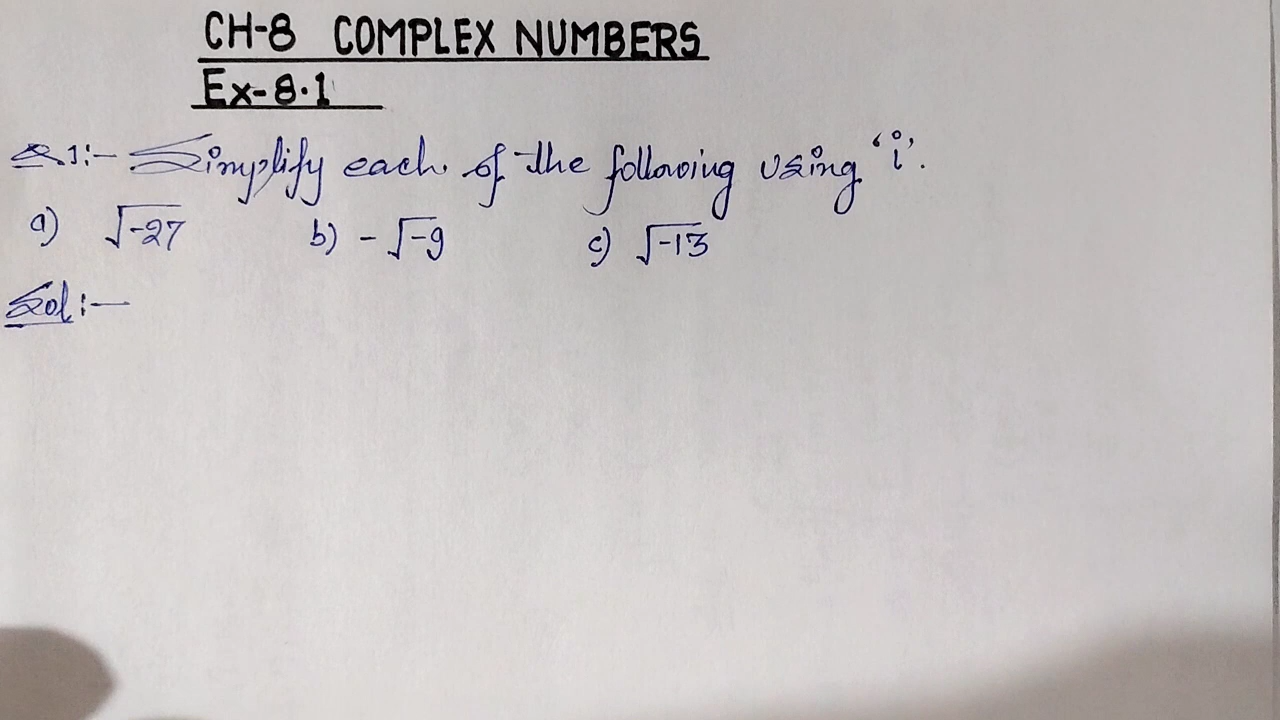 CH-8 COMPLEX NUMBERS
Ex-8.1
Q.1:- Simplify each of the following using 'i'.
a) √-27 b) -√-9 c) √-13
Sol:-